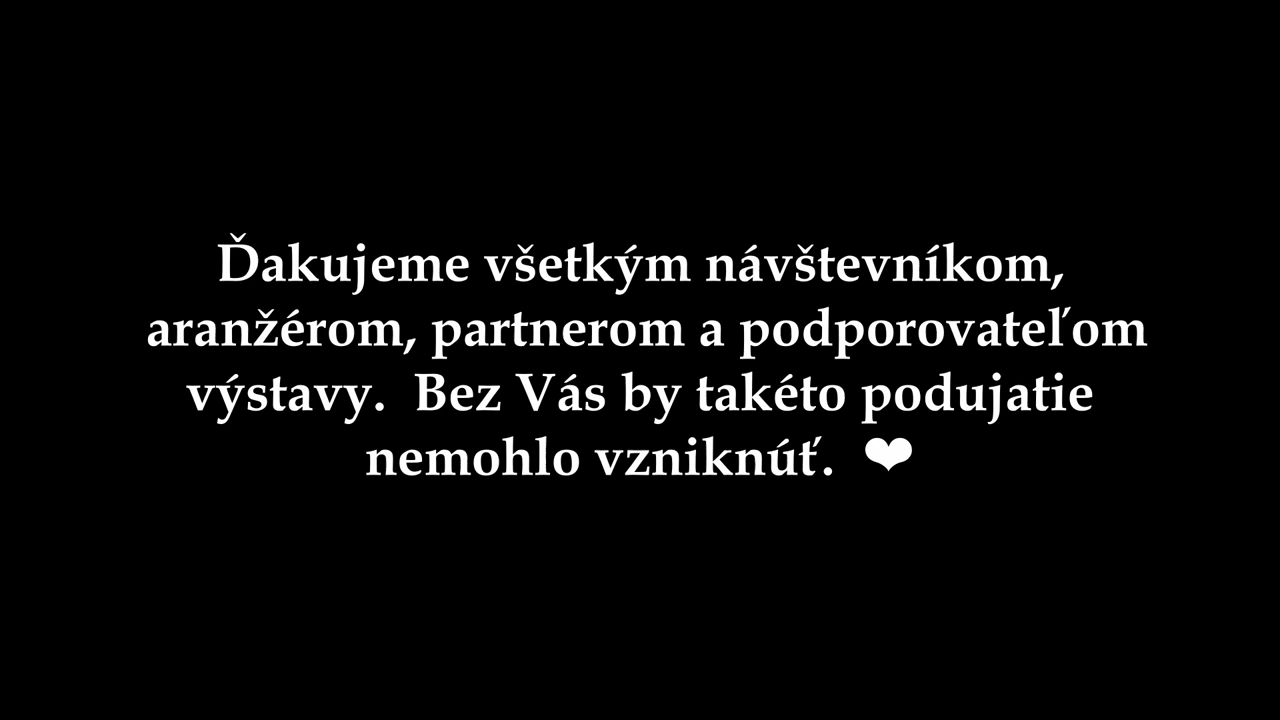 Ďakujeme všetkým návštevníkom,
aranžérom, partnerom a podporovateľom
výstavy.  Bez Vás by takéto podujatie
nemohlo vzniknúť.  ❤